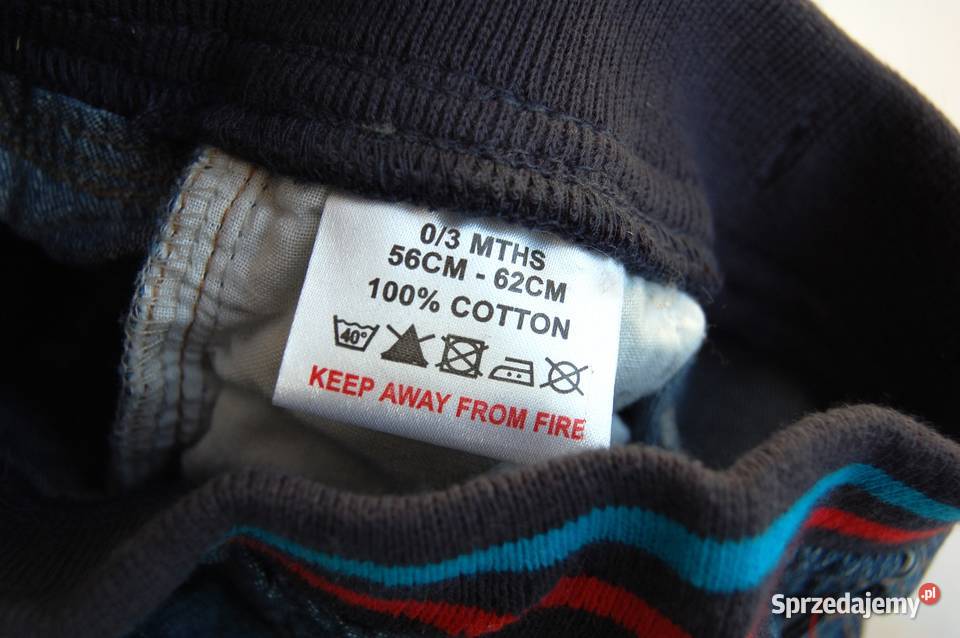 0/3 MTHS
56CM - 62CM
100% COTTON
40°
KEEP AWAY FROM FIRE
Sprzedajemy.pl